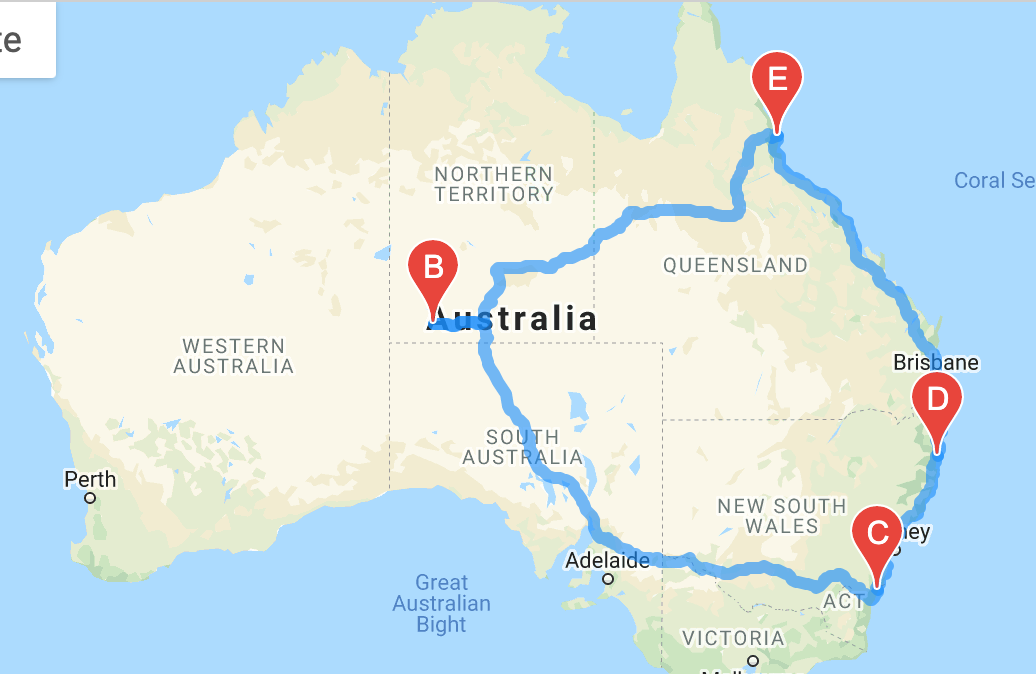 te
E
NORTHERN
TERRITORY
Coral Se
B
QUEENSLAND
Australia
WESTERN
AUSTRALIA
Brisbane
D
SOUTH
AUSTRALIA
Perth
NEW SOUTH
WALES
C
ney
Adelaide
Great
Australian
Bight
ACT
VICTORIA